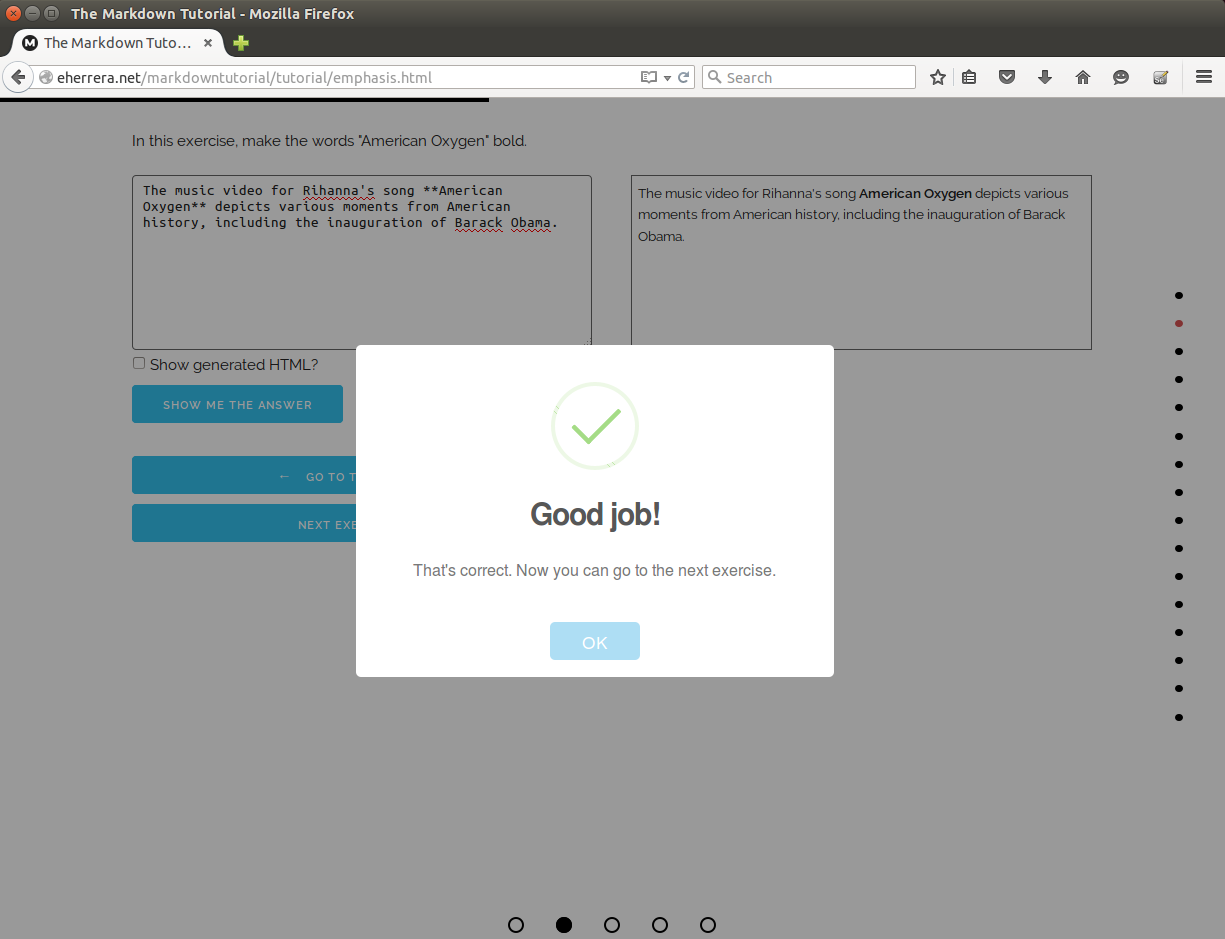 The Markdown Tutorial - Mozilla Firefox
The Markdown Tuto...
eherrera.net/markdowntutorial/tutorial/emphasis.html
Search
In this exercise, make the words "American Oxygen" bold.
The music video for Rihanna's song **American
Oxygen** depicts various moments from American
history, including the inauguration of Barack Obama.
The music video for Rihanna's song American Oxygen depicts various
moments from American history, including the inauguration of Barack
Obama.
Show generated HTML?
SHOW ME THE ANSWER
← GO TO T
NEXT EXE
Good job!
That's correct. Now you can go to the next exercise.
OK